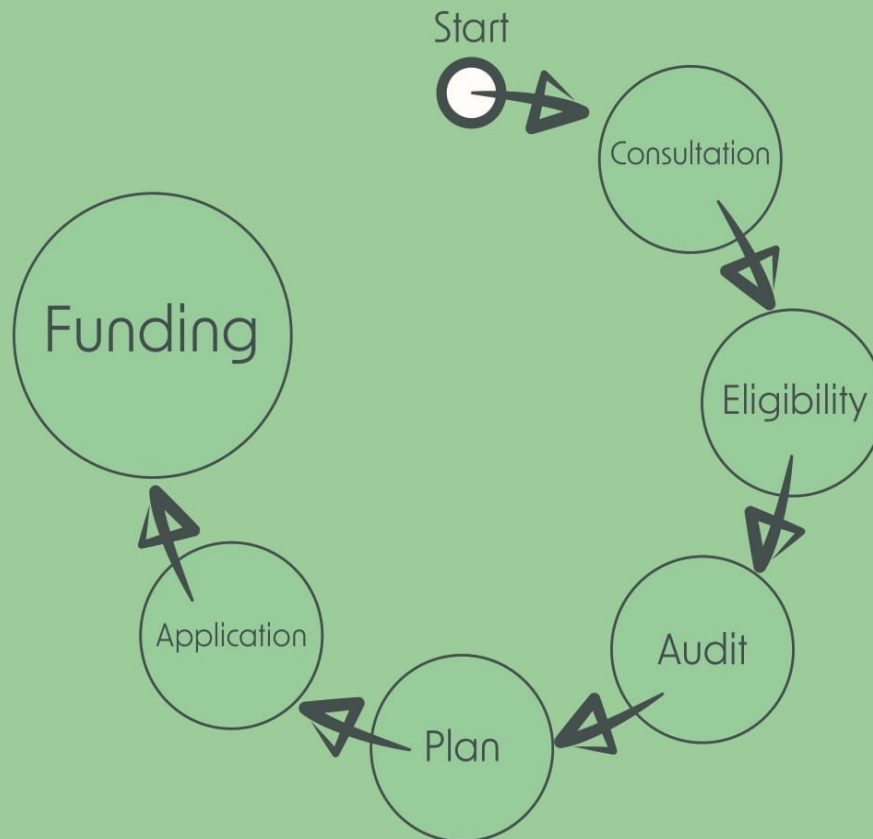 Start
Consultation
Eligibility
Audit
Plan
Application
Funding